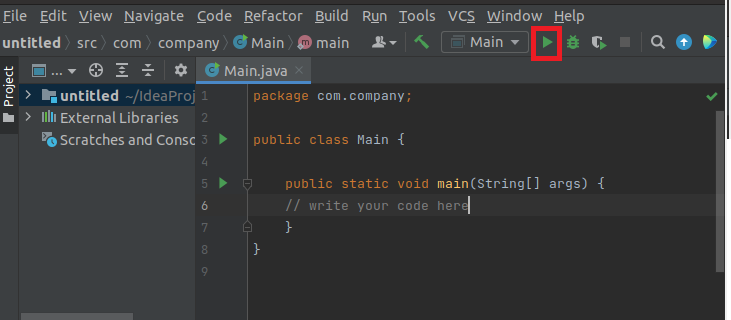 File Edit View Navigate Code Refactor Build Run Tools VCS Window Help
untitled src com company Main main Main
Project ... Main.java
untitled ~/IdeaProj
External Libraries
Scratches and Conso
1 package com.company;
2
3 public class Main {
4
5 public static void main(String[] args) {
6 // write your code here
7 }
8 }
9